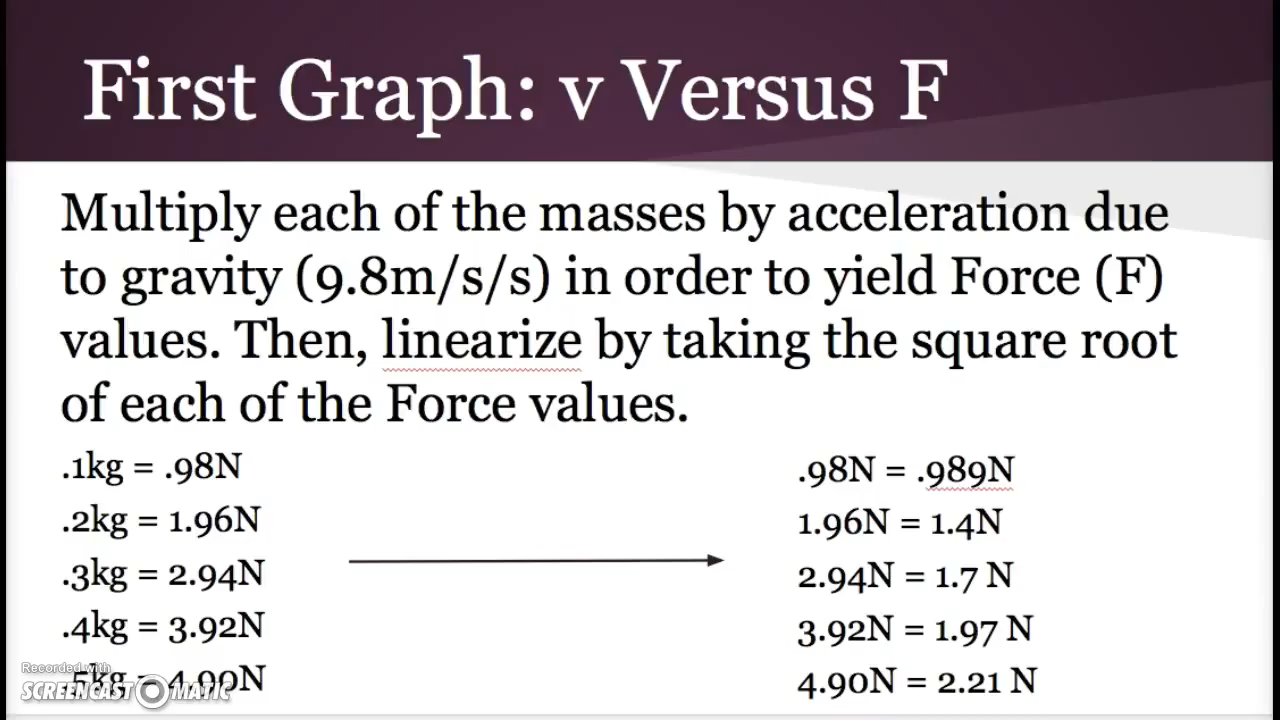 First Graph: v Versus F
Multiply each of the masses by acceleration due
to gravity (9.8m/s/s) in order to yield Force (F)
values. Then, linearize by taking the square root
of each of the Force values.
.1kg = .98N
.2kg = 1.96N
.3kg = 2.94N
.4kg = 3.92N
.5kg = 4.90N
.98N = .989N
1.96N = 1.4N
2.94N = 1.7 N
3.92N = 1.97 N
4.90N = 2.21 N
Recorded with
SCREENCAST O MATIC